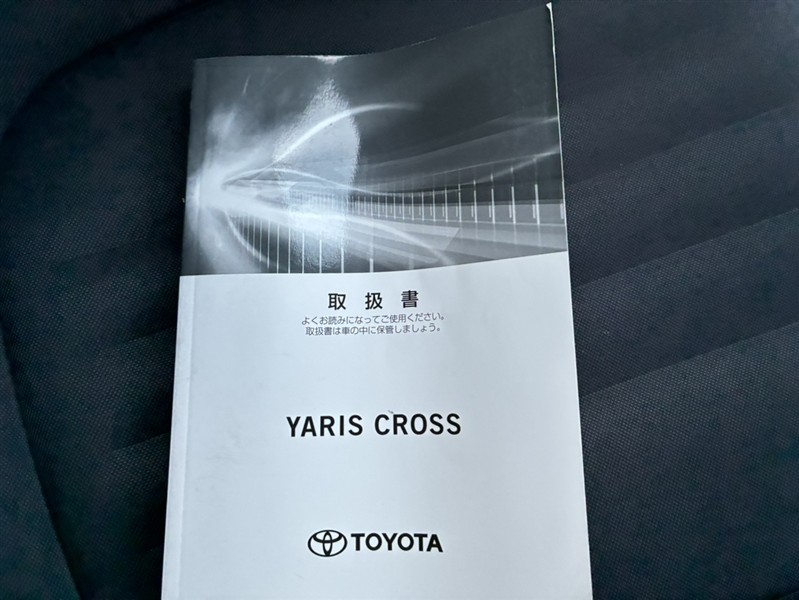 取扱書
よくお読みになってご使用ください。
取扱書は車の中に保管しましょう。
YARIS CROSS
TOYOTA